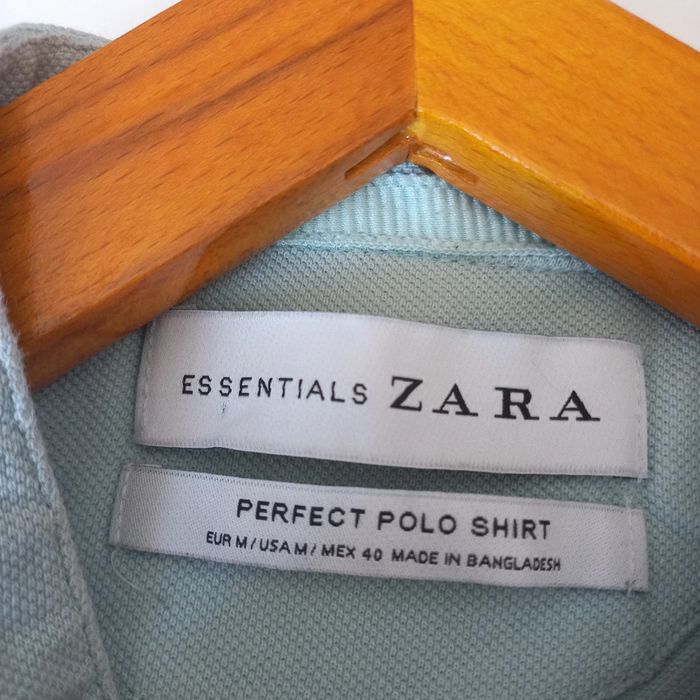 ESSENTIALS ZARA
PERFECT POLO SHIRT
EUR M / USA M / MEX 40 MADE IN BANGLADESH